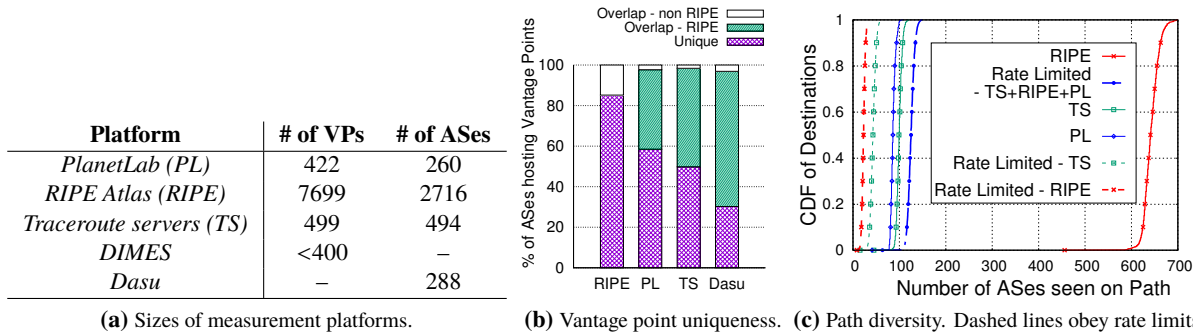 Platform # of VPs # of ASes
PlanetLab (PL) 422 260
RIPE Atlas (RIPE) 7699 2716
Traceroute servers (TS) 499 494
DIMES <400 –
Dasu – 288
(a) Sizes of measurement platforms.
Overlap - non RIPE
Overlap - RIPE
Unique
% of ASes hosting Vantage Points
100
80
60
40
20
0
RIPE PL TS Dasu
(b) Vantage point uniqueness.
CDF of Destinations
1
0.8
0.6
0.4
0.2
0
RIPE
Rate Limited
- TS+RIPE+PL
TS
PL
Rate Limited - TS
Rate Limited - RIPE
0 100 200 300 400 500 600 700
Number of ASes seen on Path
(c) Path diversity. Dashed lines obey rate limits